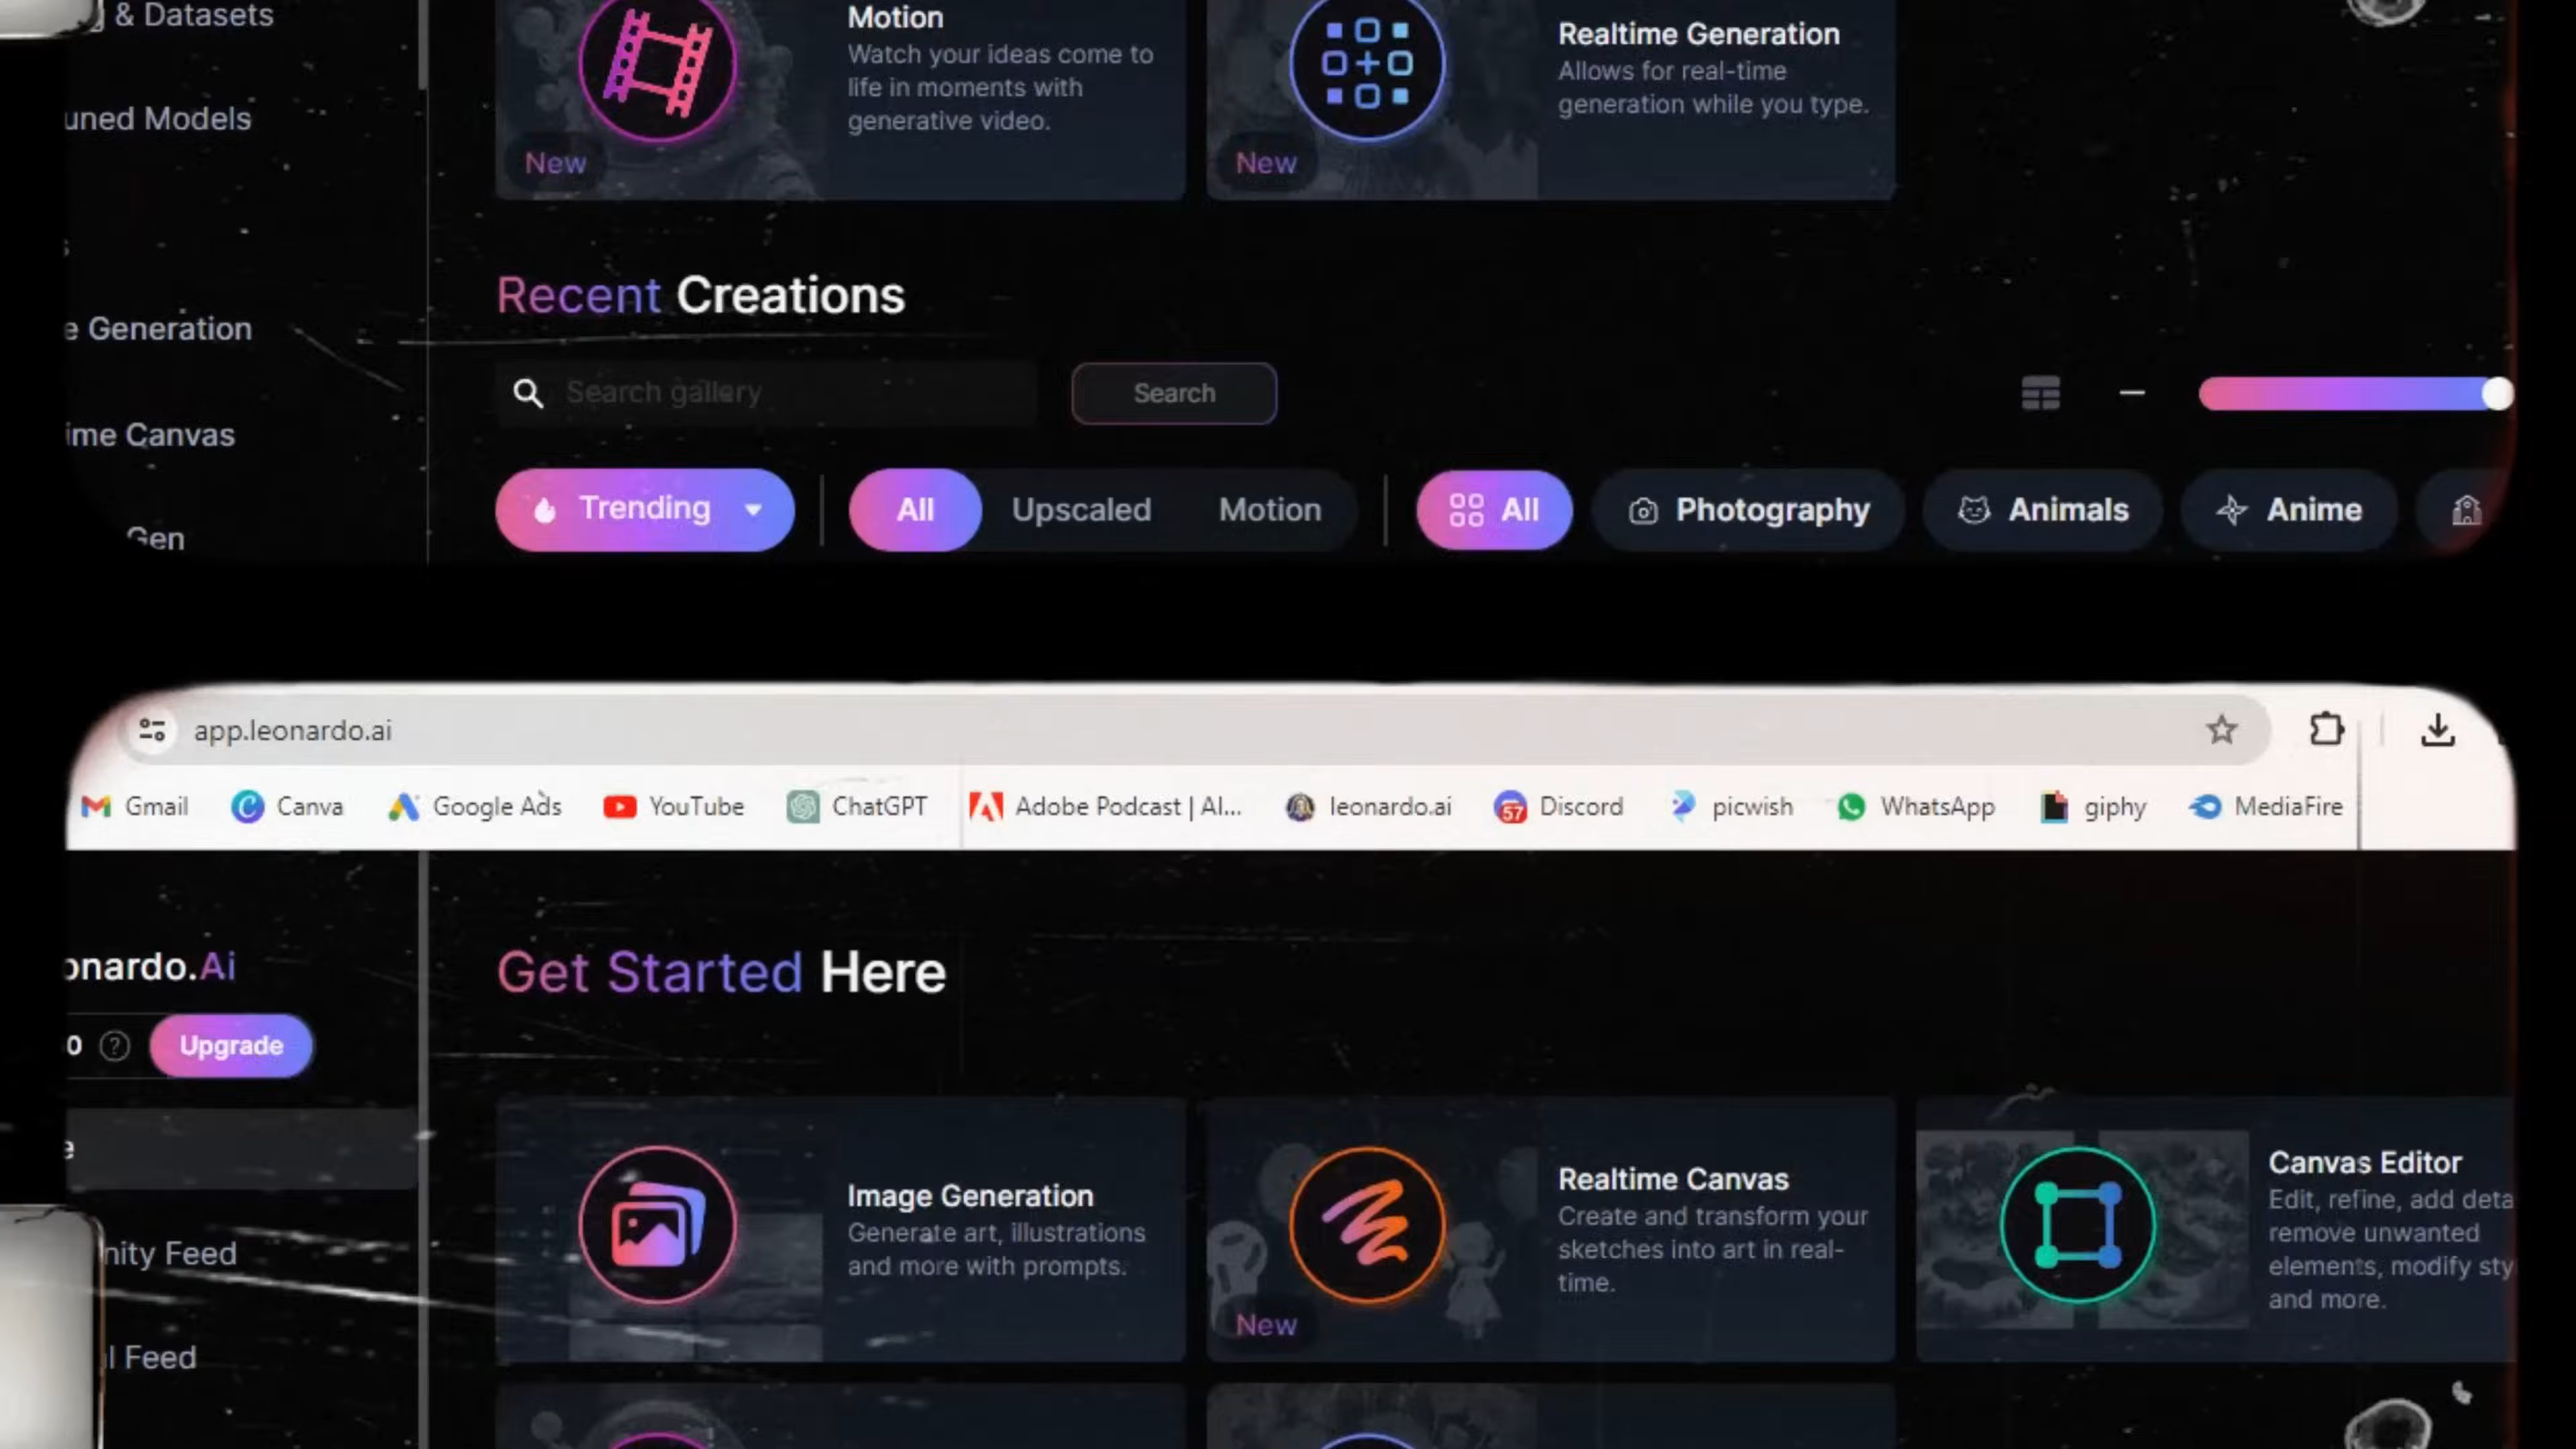 & Datasets
uned Models
e Generation
ime Canvas
Gen
Motion
Watch your ideas come to
life in moments with
generative video.
New
Realtime Generation
Allows for real-time
generation while you type.
New
Recent Creations
Search gallery
Search
Trending
All
Upscaled
Motion
All
Photography
Animals
Anime
app.leonardo.ai
Gmail
Canva
Google Ads
YouTube
ChatGPT
Adobe Podcast | Al...
leonardo.ai
57
Discord
picwish
WhatsApp
giphy
MediaFire
onardo.Ai
0
?
Upgrade
e
nity Feed
l Feed
Get Started Here
Image Generation
Generate art, illustrations
and more with prompts.
Realtime Canvas
Create and transform your
sketches into art in real-
time.
New
Canvas Editor
Edit, refine, add deta
remove unwanted
elements, modify sty
and more.